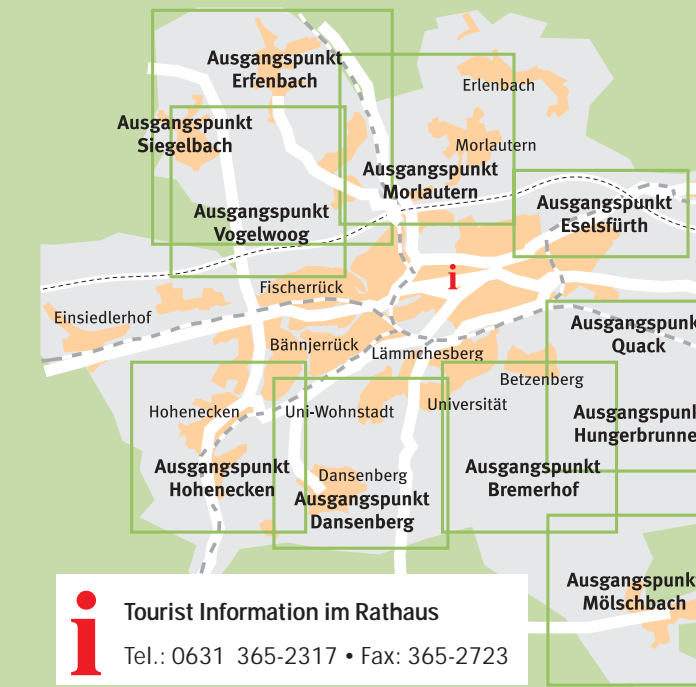 Ausgangspunkt
Erfenbach
Erlenbach
Ausgangspunkt
Siegelbach
Morlautern
Ausgangspunkt
Morlautern
Ausgangspunkt
Eselsfürth
Ausgangspunkt
Vogelwoog
i
Fischerrück
Einsiedlerhof
Ausgangspunk
Quack
Bännjerrück
Lämmchesberg
Betzenberg
Hohenecken
Uni-Wohnstadt
Universität
Ausgangspunk
Hungerbrunne
Ausgangspunkt
Hohenecken
Dansenberg
Ausgangspunkt
Dansenberg
Ausgangspunkt
Bremerhof
Ausgangspunk
Mölschbach
i
Tourist Information im Rathaus
Tel.: 0631 365-2317 • Fax: 365-2723